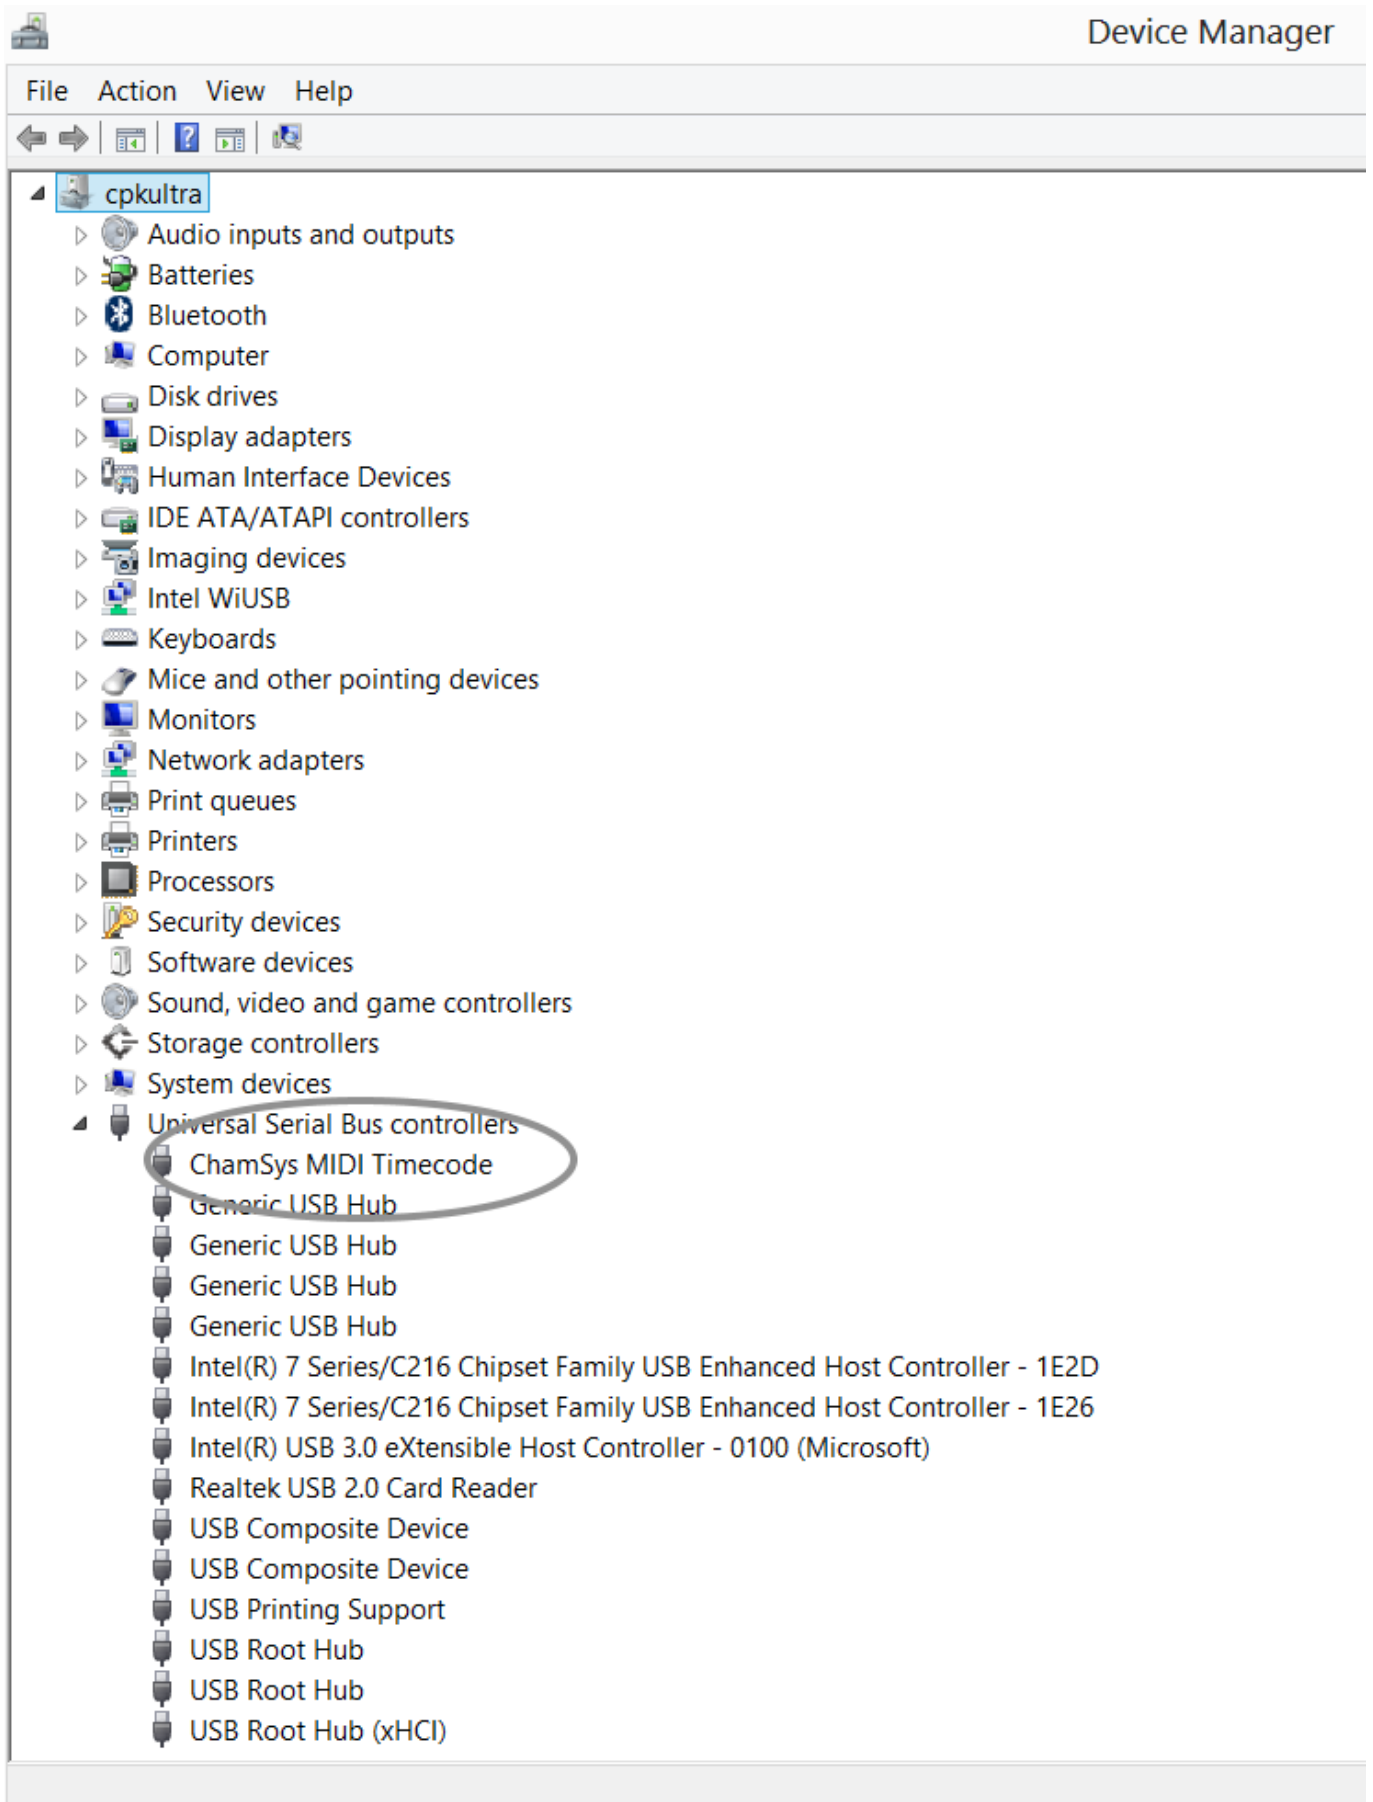 Device Manager
File Action View Help
cpkultra
Audio inputs and outputs
Batteries
Bluetooth
Computer
Disk drives
Display adapters
Human Interface Devices
IDE ATA/ATAPI controllers
Imaging devices
Intel WiUSB
Keyboards
Mice and other pointing devices
Monitors
Network adapters
Print queues
Printers
Processors
Security devices
Software devices
Sound, video and game controllers
Storage controllers
System devices
Universal Serial Bus controllers
ChamSys MIDI Timecode
Generic USB Hub
Generic USB Hub
Generic USB Hub
Generic USB Hub
Intel(R) 7 Series/C216 Chipset Family USB Enhanced Host Controller - 1E2D
Intel(R) 7 Series/C216 Chipset Family USB Enhanced Host Controller - 1E26
Intel(R) USB 3.0 eXtensible Host Controller - 0100 (Microsoft)
Realtek USB 2.0 Card Reader
USB Composite Device
USB Composite Device
USB Printing Support
USB Root Hub
USB Root Hub
USB Root Hub (xHCI)